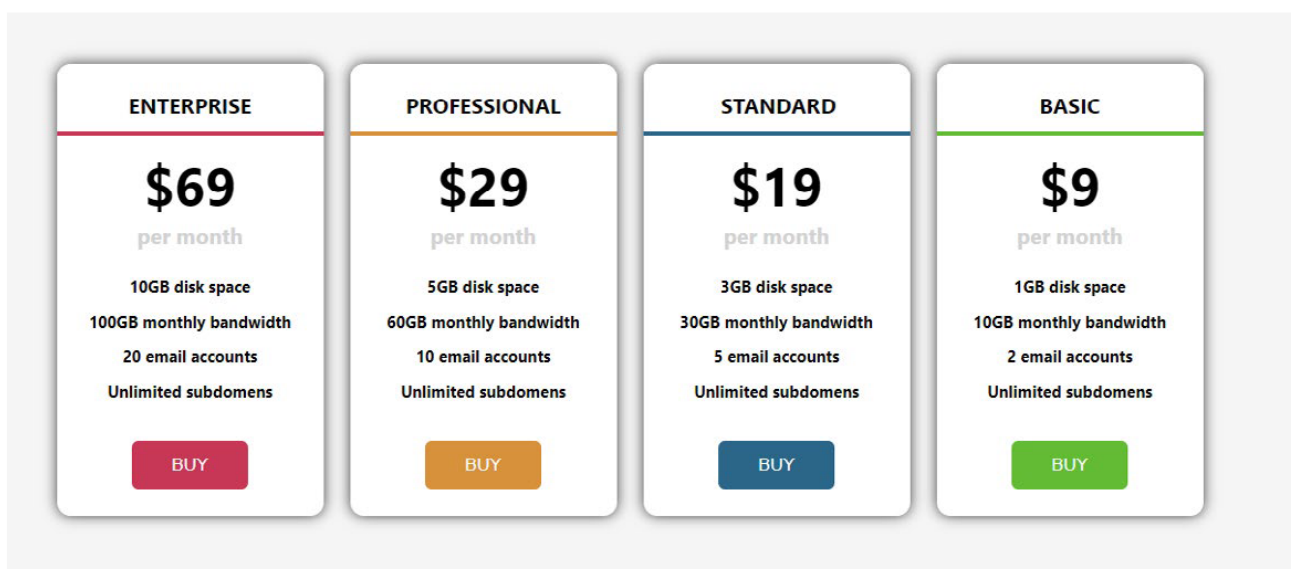 ENTERPRISE
$69
per month
10GB disk space
100GB monthly bandwidth
20 email accounts
Unlimited subdomens
BUY
PROFESSIONAL
$29
per month
5GB disk space
60GB monthly bandwidth
10 email accounts
Unlimited subdomens
BUY
STANDARD
$19
per month
3GB disk space
30GB monthly bandwidth
5 email accounts
Unlimited subdomens
BUY
BASIC
$9
per month
1GB disk space
10GB monthly bandwidth
2 email accounts
Unlimited subdomens
BUY